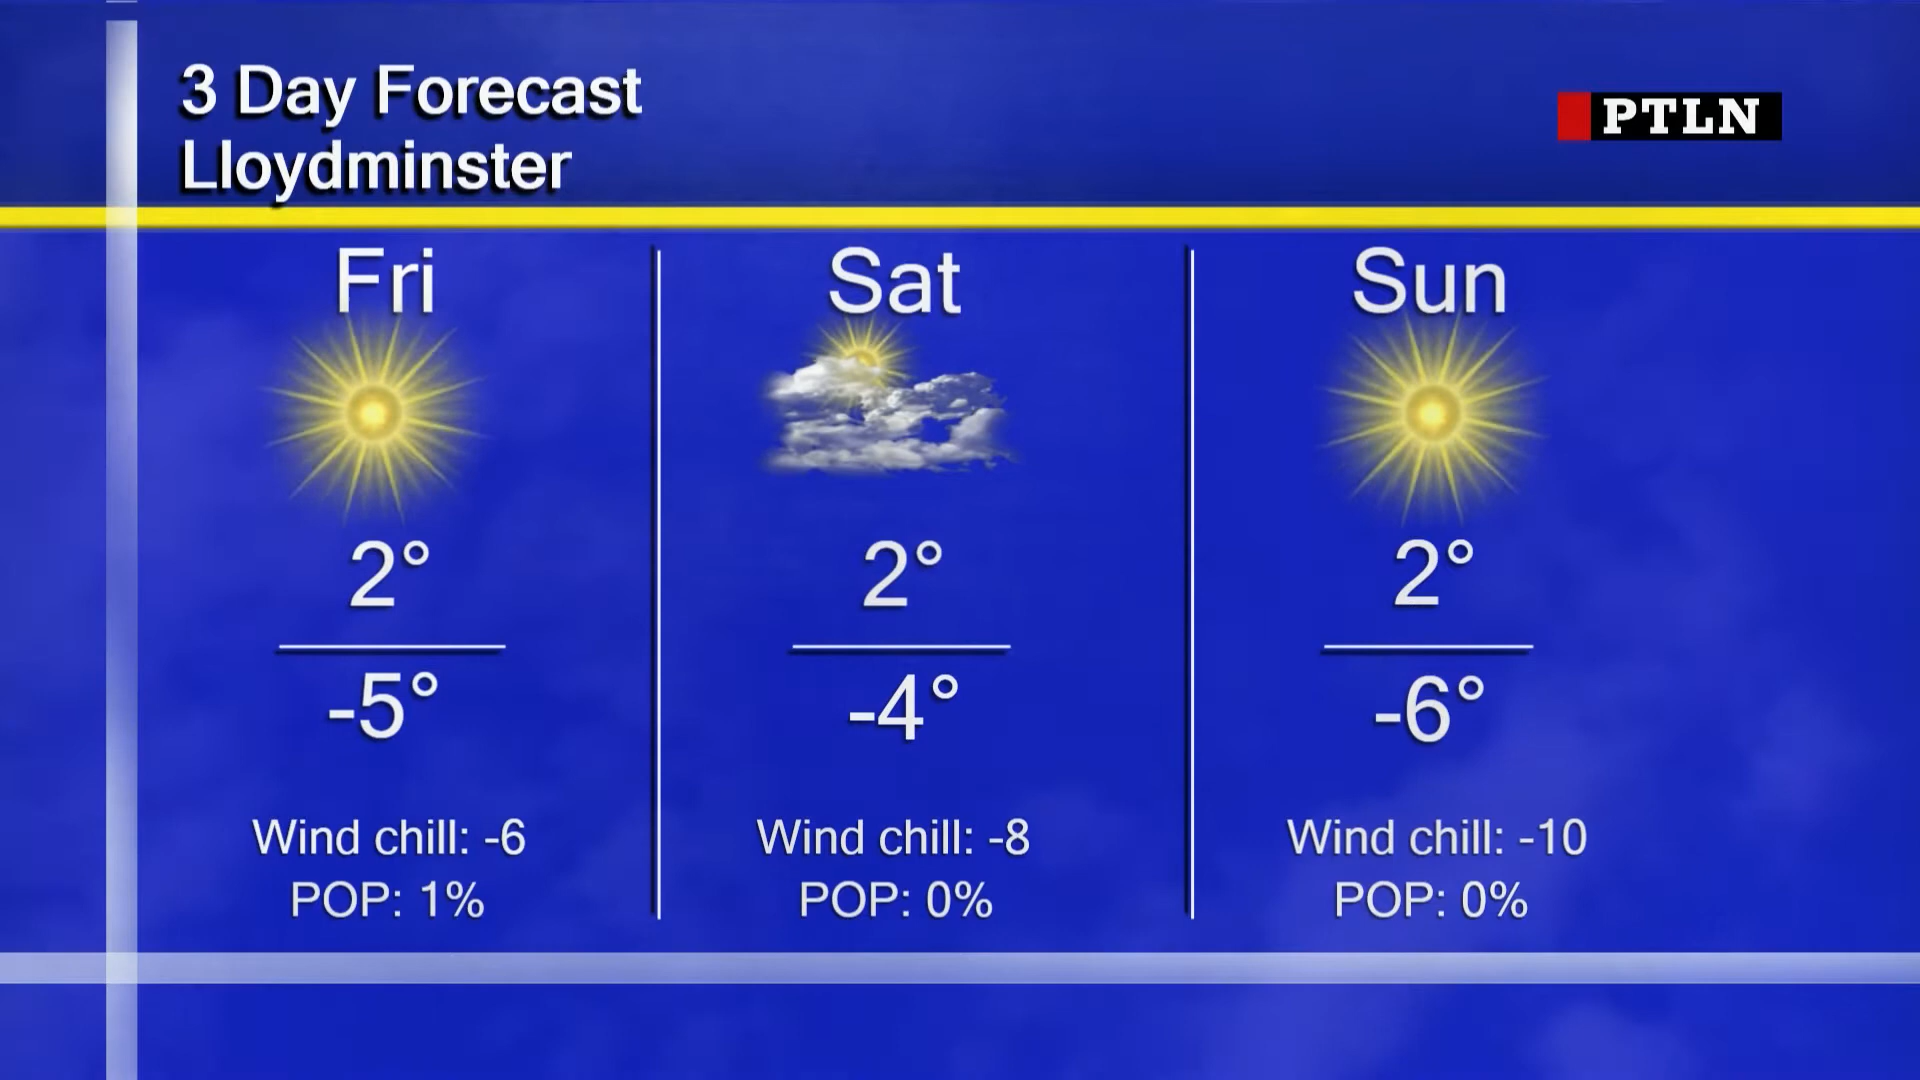 3 Day Forecast
Lloydminster
PTLN
Fri
2°
-5°
Wind chill: -6
POP: 1%
Sat
2°
-4°
Wind chill: -8
POP: 0%
Sun
2°
-6°
Wind chill: -10
POP: 0%